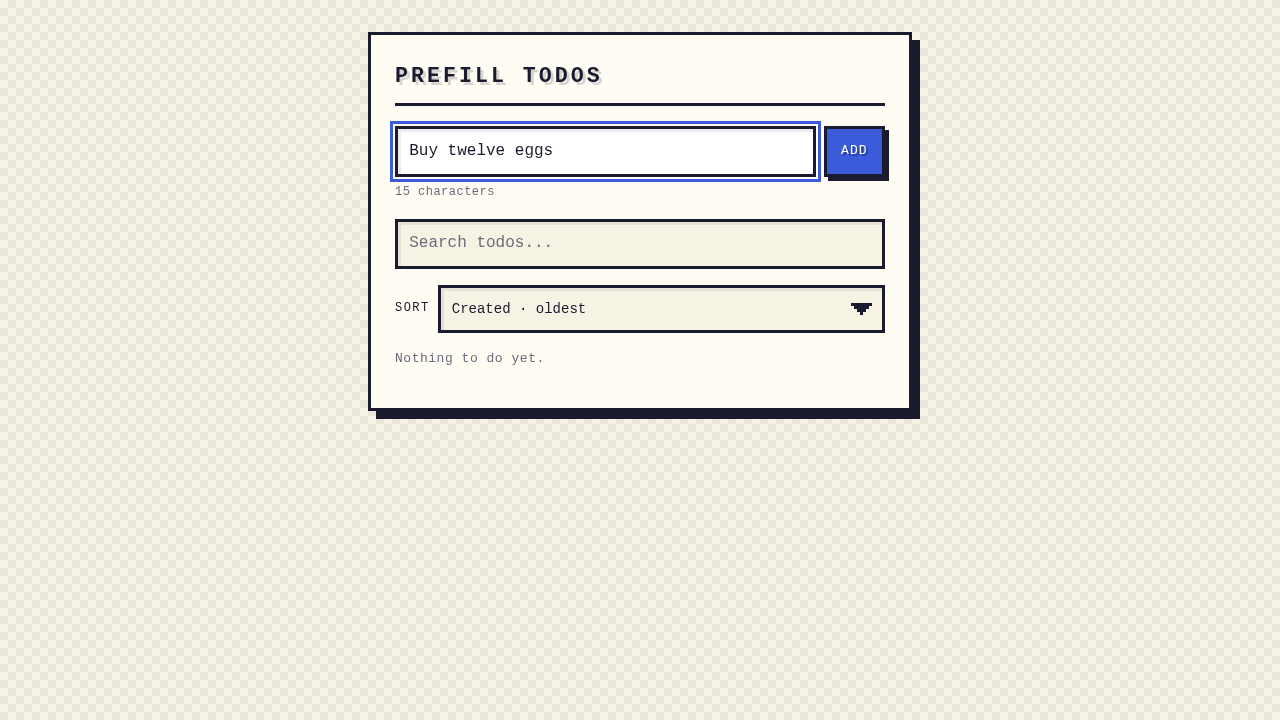 PREFILL TODOS
Buy twelve eggs
ADD
15 characters
Search todos...
SORT
Created · oldest
Nothing to do yet.